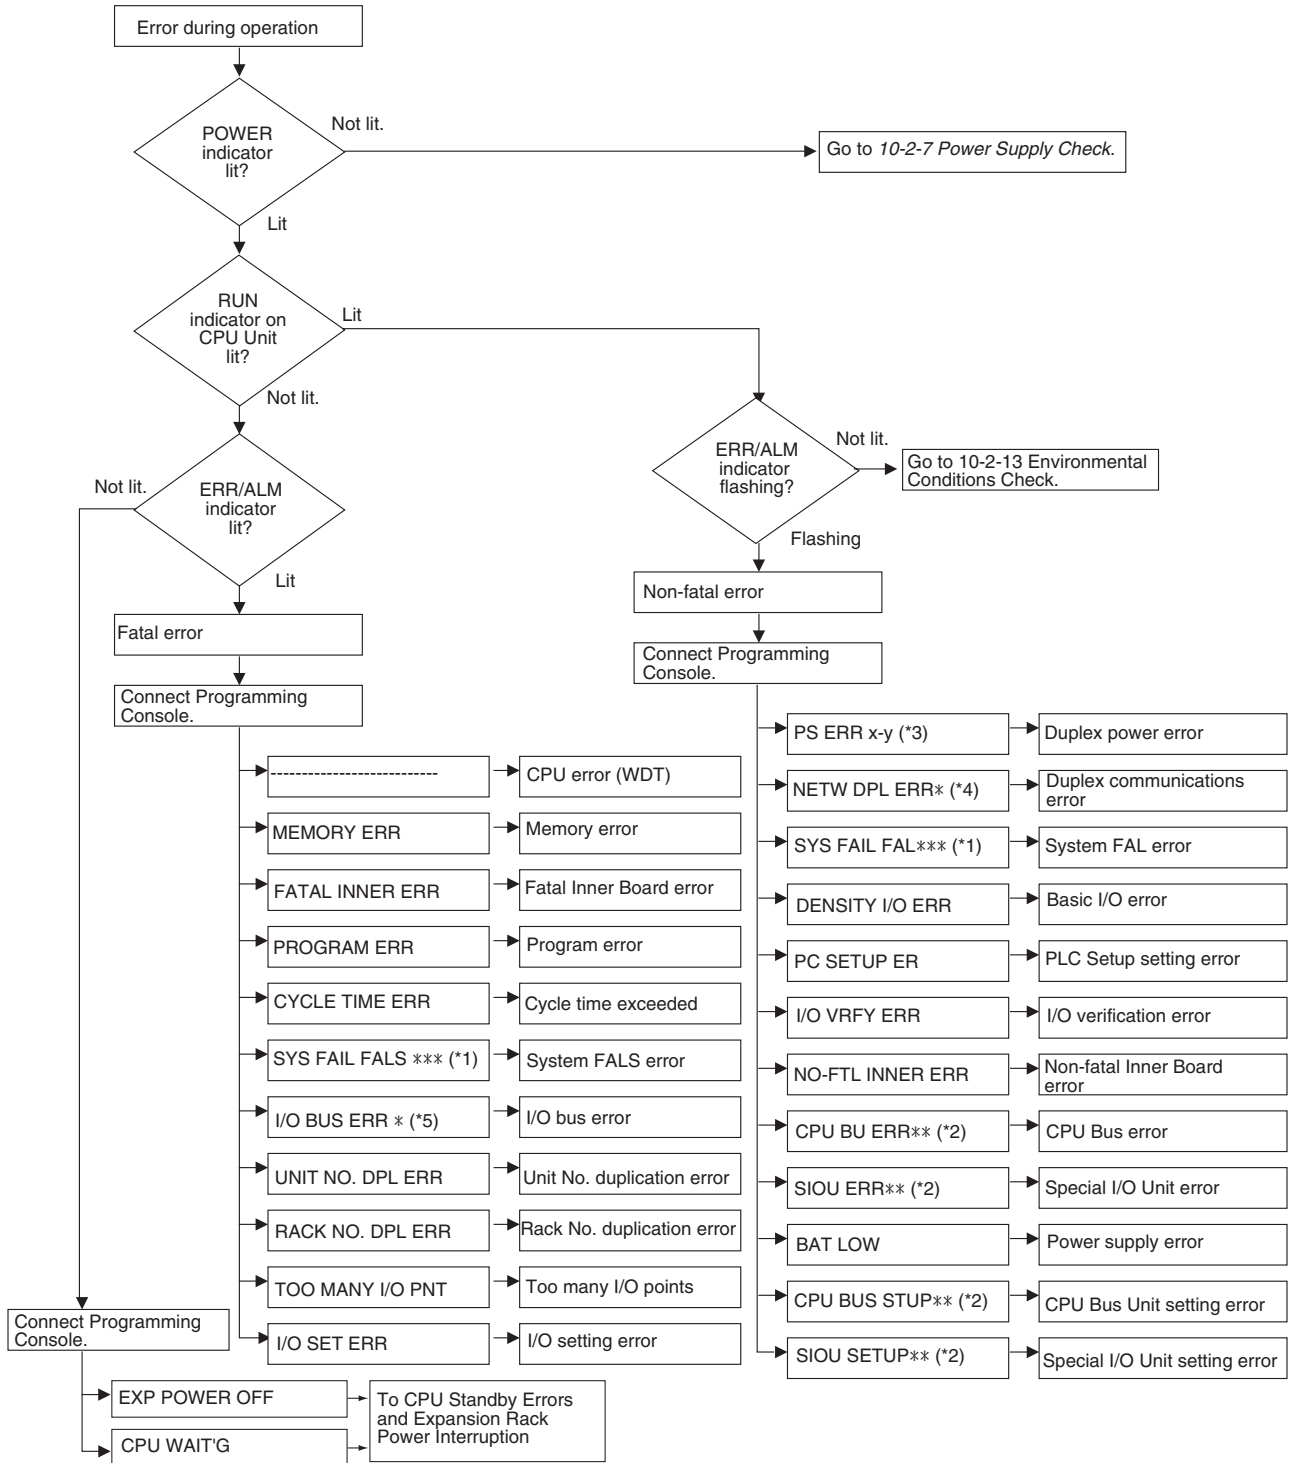 Error during operation
POWER
indicator
lit?
Not lit.
Go to 10-2-7 Power Supply Check.
Lit
RUN
indicator on
CPU Unit
lit?
Lit
Not lit.
ERR/ALM
indicator
flashing?
Not lit.
Go to 10-2-13 Environmental
Conditions Check.
Flashing
Not lit.
ERR/ALM
indicator
lit?
Lit
Non-fatal error
Fatal error
Connect Programming
Console.
Connect Programming
Console.
PS ERR x-y (*3)
Duplex power error
NETW DPL ERR* (*4)
Duplex communications
error
SYS FAIL FAL*** (*1)
System FAL error
DENSITY I/O ERR
Basic I/O error
PC SETUP ER
PLC Setup setting error
I/O VRFY ERR
I/O verification error
NO-FTL INNER ERR
Non-fatal Inner Board
error
CPU BU ERR** (*2)
CPU Bus error
SIOU ERR** (*2)
Special I/O Unit error
BAT LOW
Power supply error
CPU BUS STUP** (*2)
CPU Bus Unit setting error
SIOU SETUP** (*2)
Special I/O Unit setting error
---------------------------
CPU error (WDT)
MEMORY ERR
Memory error
FATAL INNER ERR
Fatal Inner Board error
PROGRAM ERR
Program error
CYCLE TIME ERR
Cycle time exceeded
SYS FAIL FALS *** (*1)
System FALS error
I/O BUS ERR * (*5)
I/O bus error
UNIT NO. DPL ERR
Unit No. duplication error
RACK NO. DPL ERR
Rack No. duplication error
TOO MANY I/O PNT
Too many I/O points
I/O SET ERR
I/O setting error
Connect Programming
Console.
EXP POWER OFF
CPU WAIT'G
To CPU Standby Errors
and Expansion Rack
Power Interruption